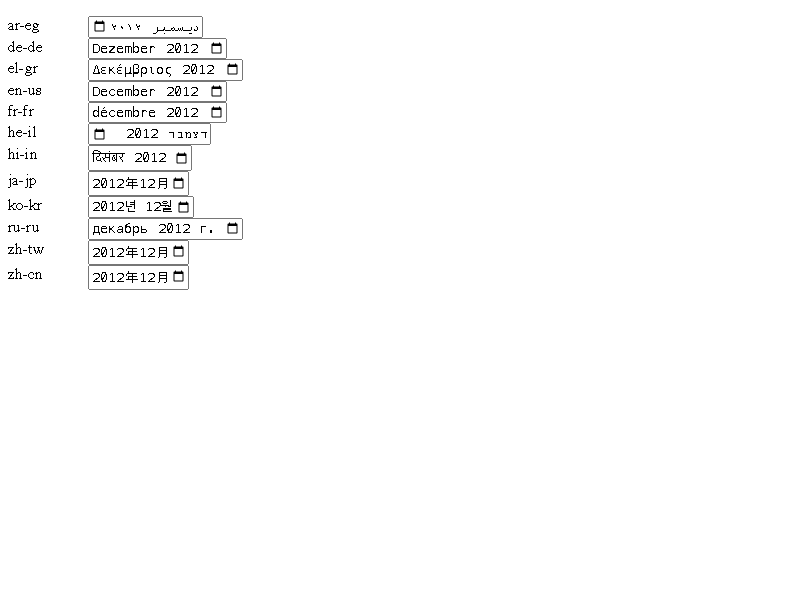 ar-eg ديسمبر ٢٠١٢
de-de Dezember 2012
el-gr Δεκέμβριος 2012
en-us December 2012
fr-fr décembre 2012
he-il דצמבר 2012
hi-in दिसंबर 2012
ja-jp 2012年12月
ko-kr 2012년 12월
ru-ru декабрь 2012 г.
zh-tw 2012年12月
zh-cn 2012年12月